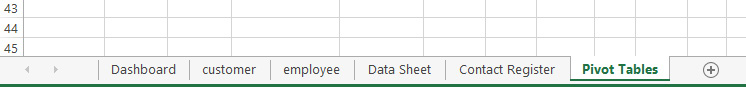 43
44
45
Dashboard customer employee Data Sheet Contact Register Pivot Tables